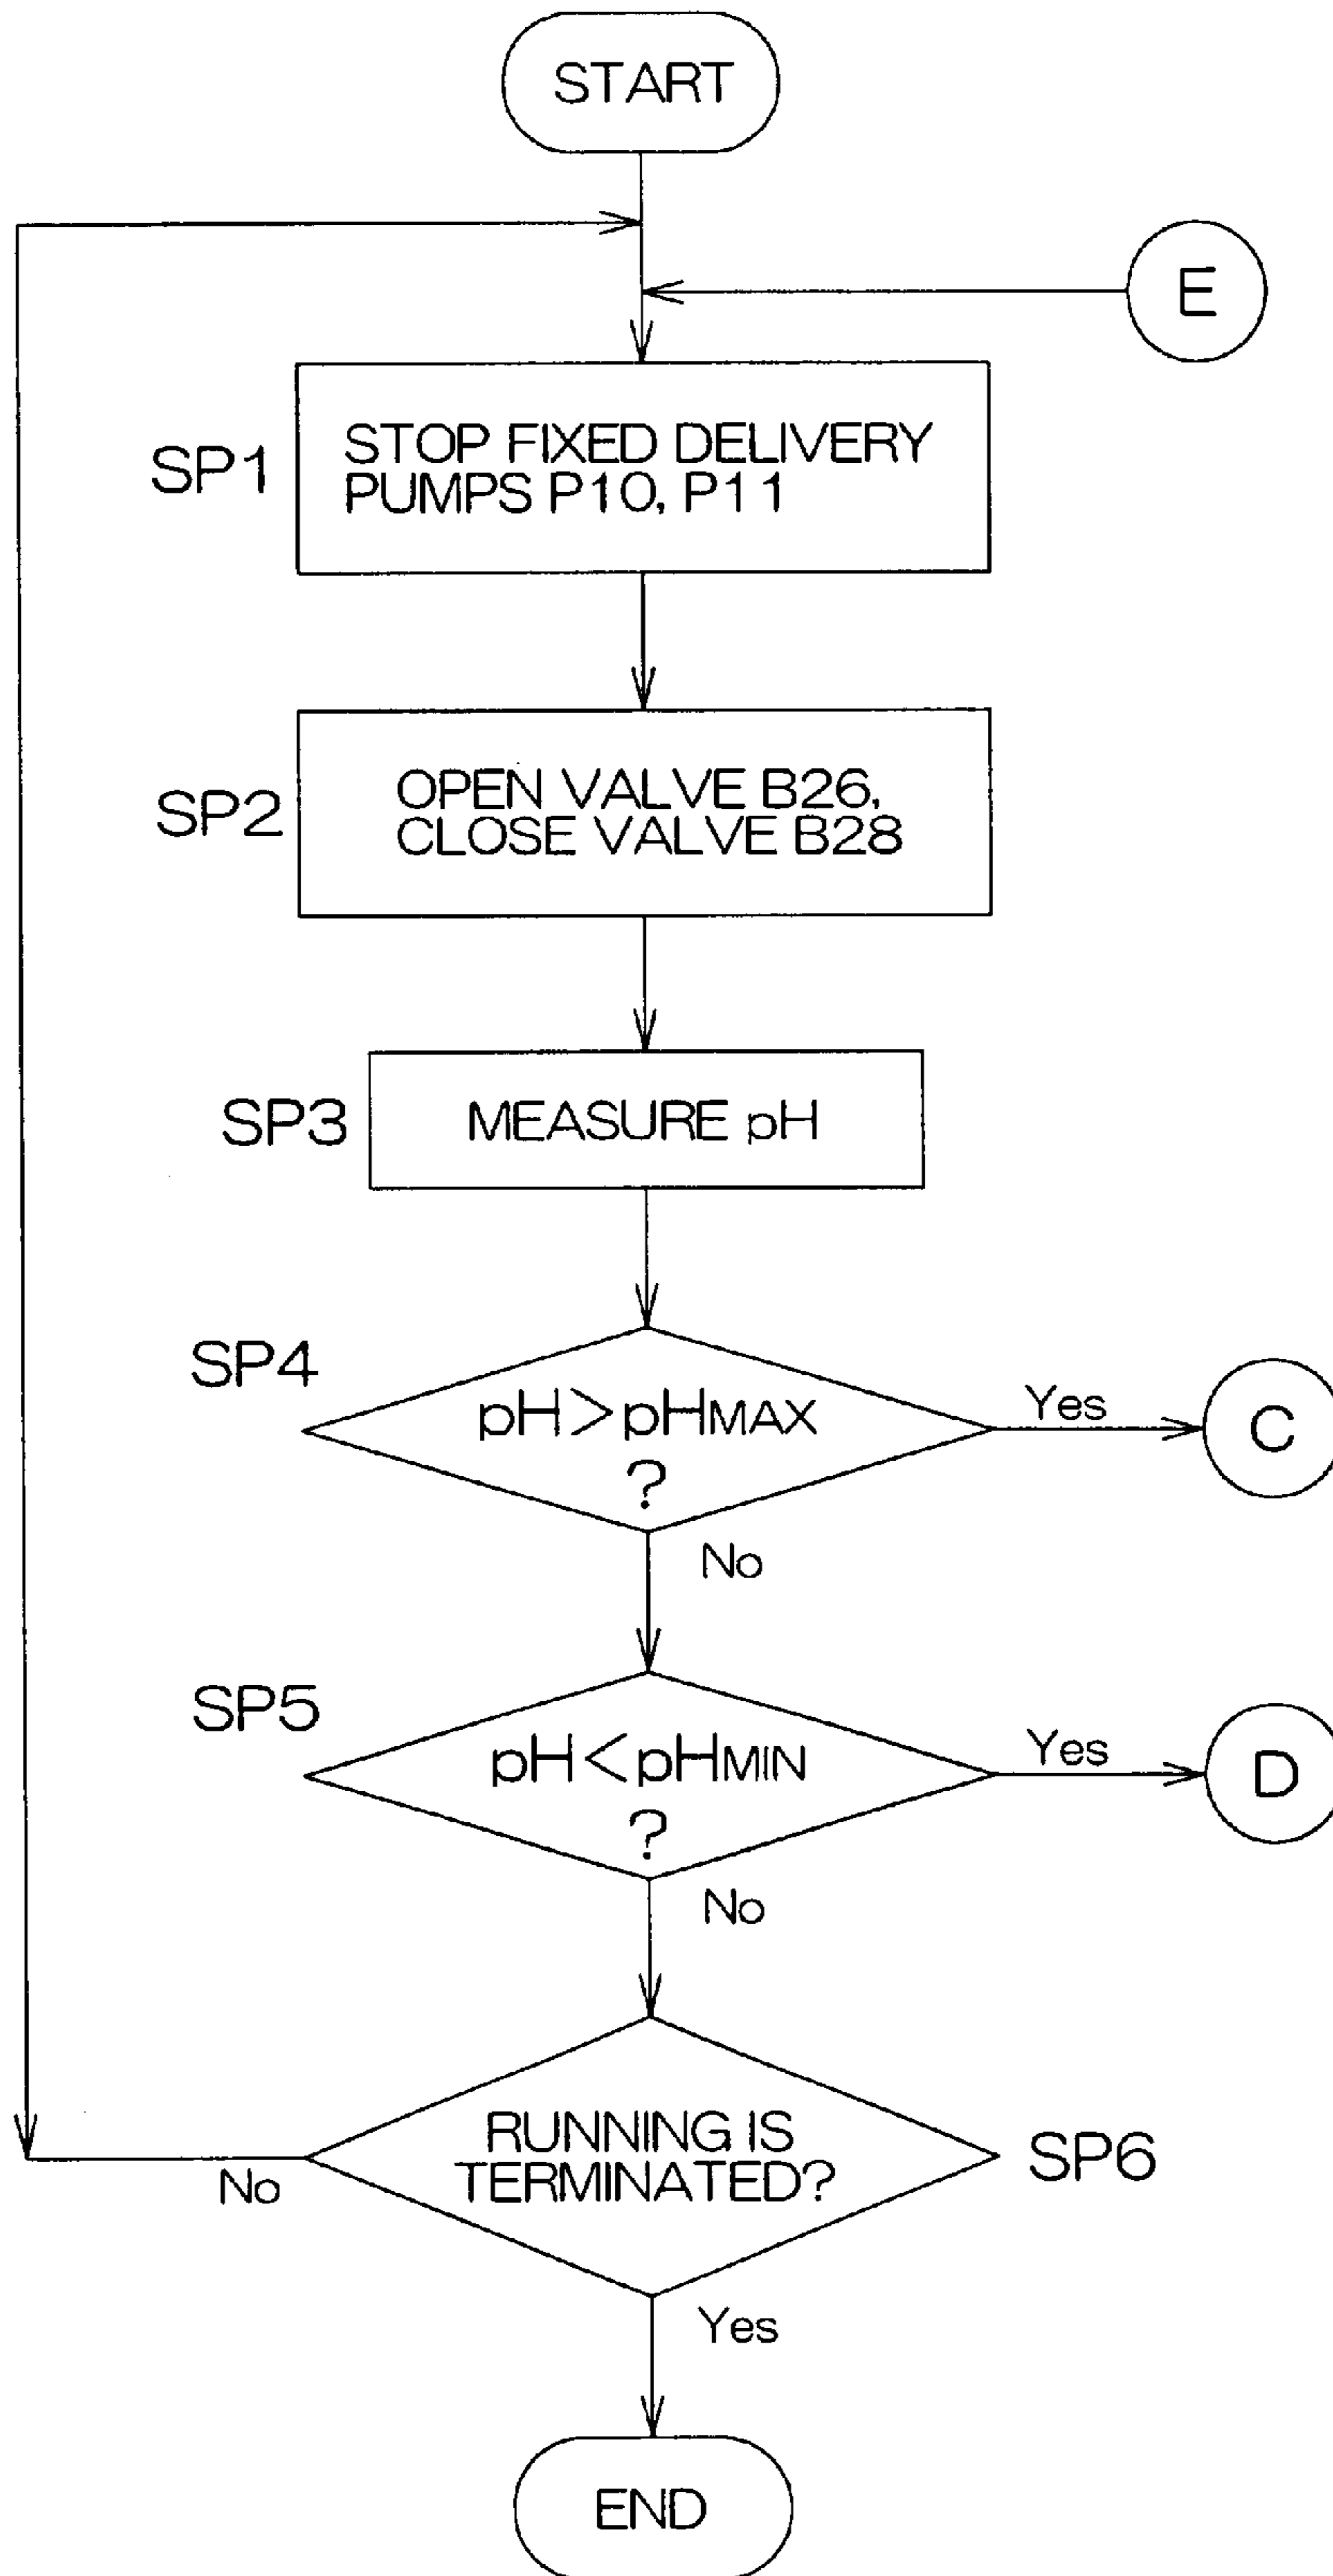 START
E
SP1
STOP FIXED DELIVERY
PUMPS P10, P11
SP2
OPEN VALVE B26,
CLOSE VALVE B28
SP3
MEASURE pH
SP4
pH>pHMAX
?
Yes
C
No
SP5
pH<pHMIN
?
Yes
D
No
RUNNING IS
TERMINATED?
SP6
No
Yes
END